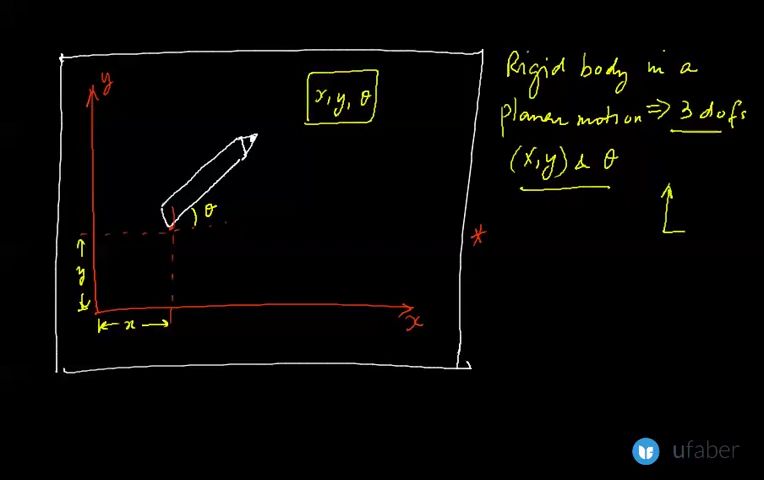 y
x, y, θ
Rigid body in a
planar motion => 3 dofs
(x,y) & θ
θ
y
x
x
ufaber